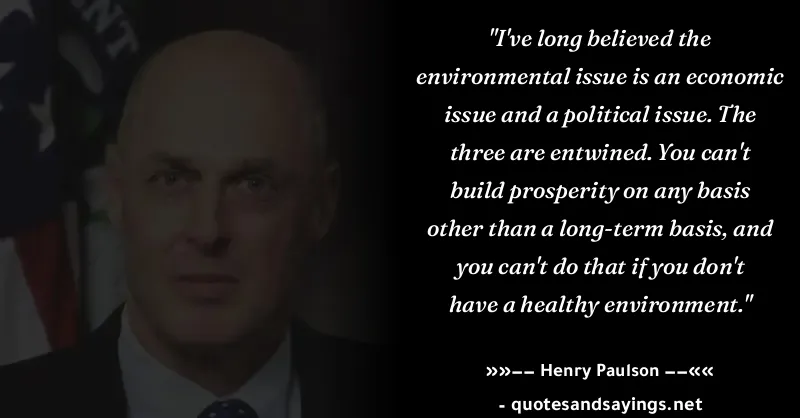 NT
"I've long believed the
environmental issue is an economic
issue and a political issue. The
three are entwined. You can't
build prosperity on any basis
other than a long-term basis, and
you can't do that if you don't
have a healthy environment."
»»–– Henry Paulson ––««
- quotesandsayings.net